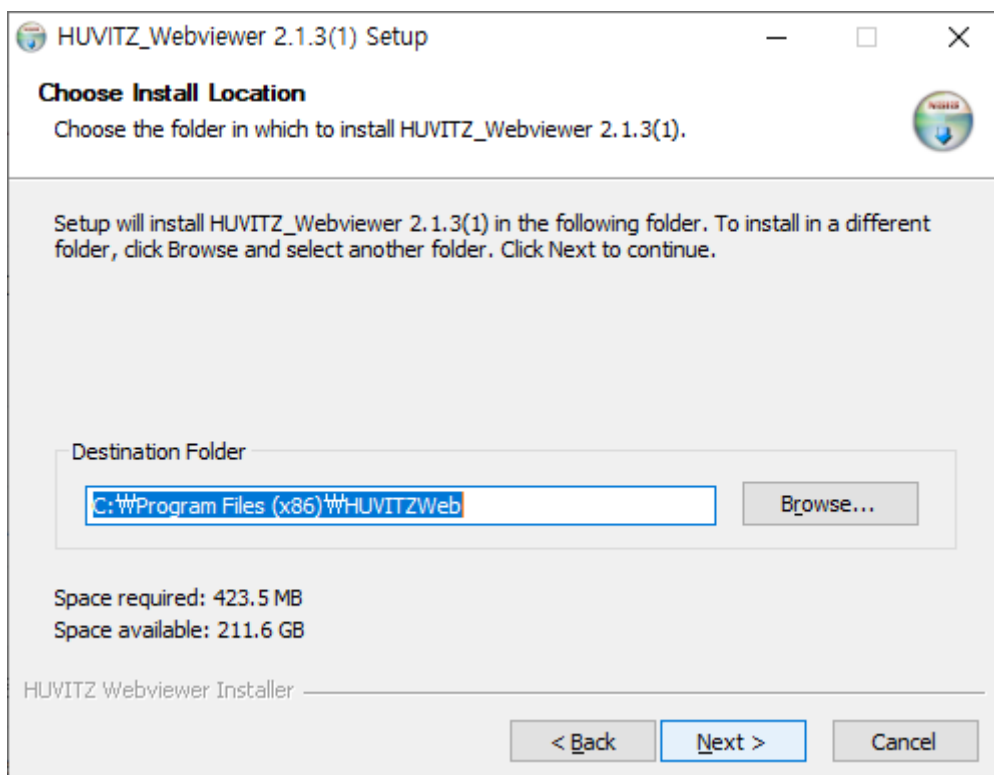 HUVITZ_Webviewer 2.1.3(1) Setup
Choose Install Location
Choose the folder in which to install HUVITZ_Webviewer 2.1.3(1).
Setup will install HUVITZ_Webviewer 2.1.3(1) in the following folder. To install in a different
folder, click Browse and select another folder. Click Next to continue.
Destination Folder
C:₩Program Files (x86)₩HUVITZWeb
Browse...
Space required: 423.5 MB
Space available: 211.6 GB
HUVITZ Webviewer Installer
< Back
Next >
Cancel